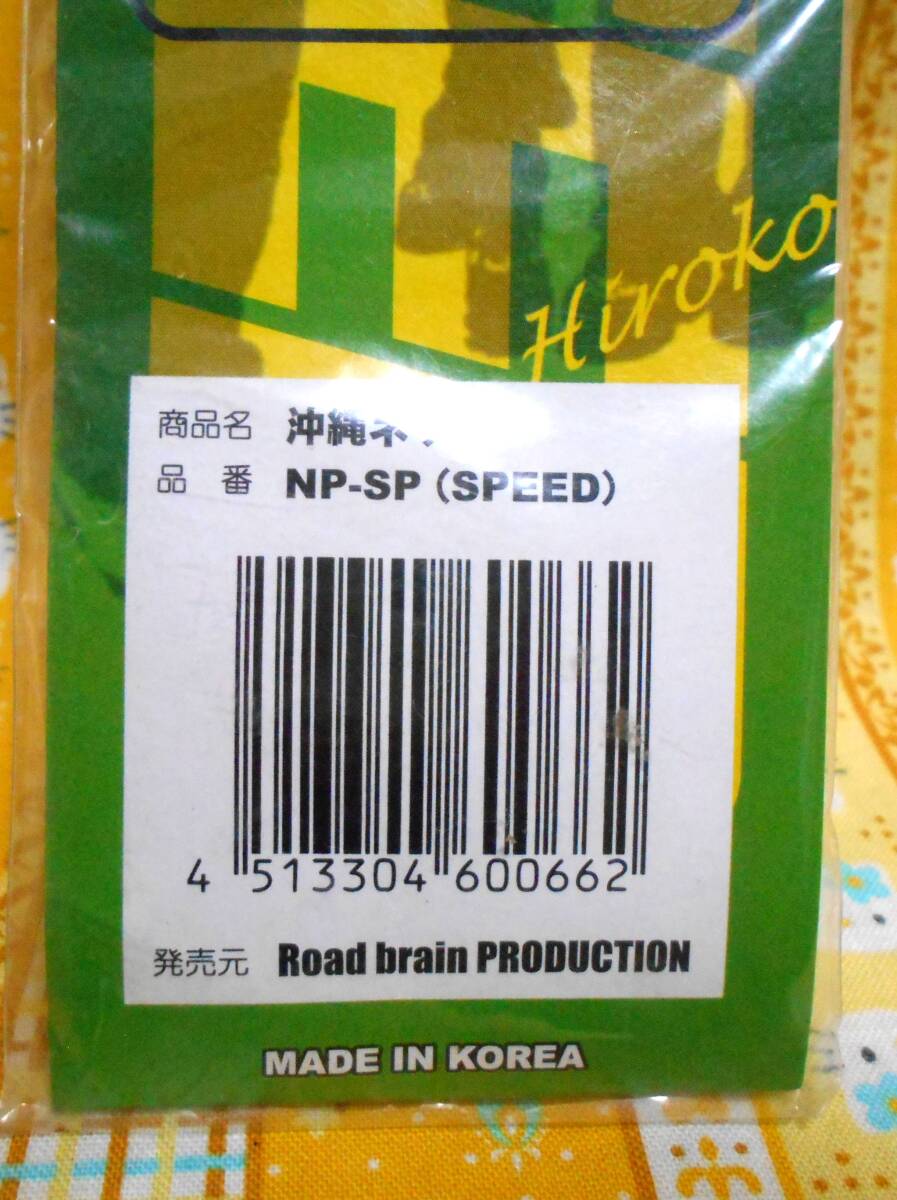 Hiroko
商品名 沖縄ネ
品 番 NP-SP（SPEED）
4 513304 600662
発売元 Road brain PRODUCTION
MADE IN KOREA